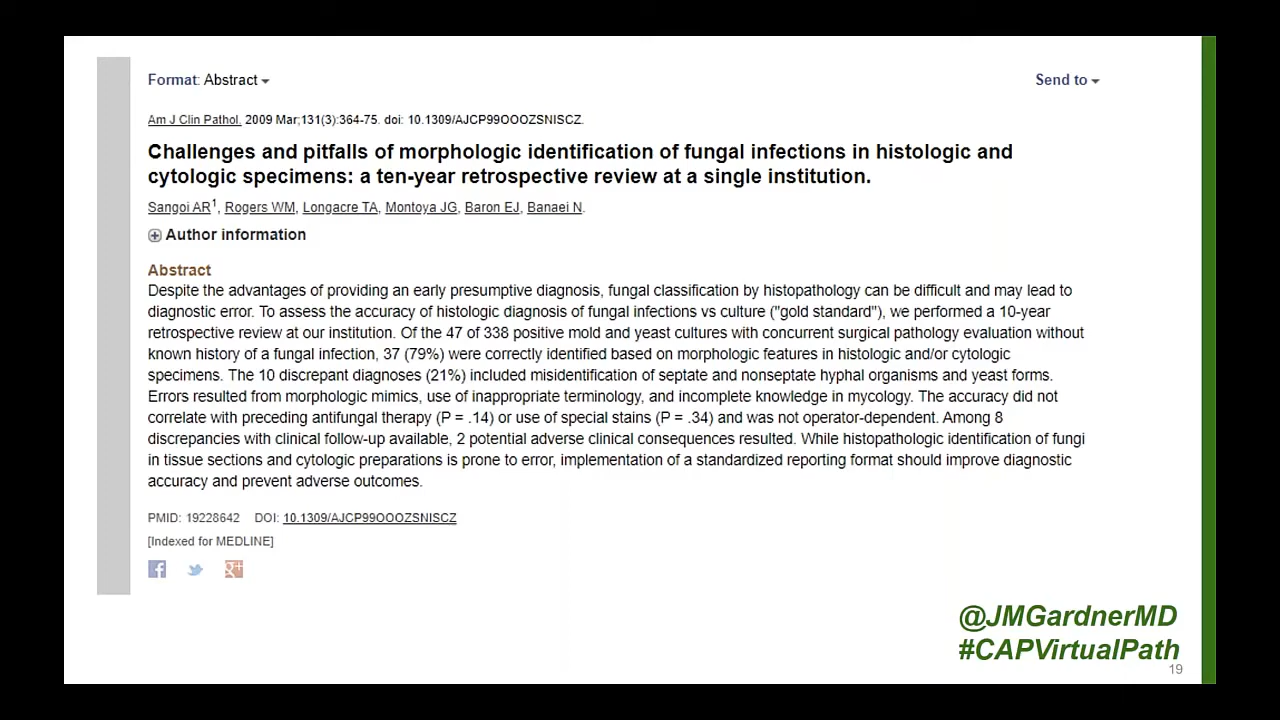 Format: Abstract
Send to
Am J Clin Pathol. 2009 Mar;131(3):364-75. doi: 10.1309/AJCP99OOOZSNISCZ.
Challenges and pitfalls of morphologic identification of fungal infections in histologic and
cytologic specimens: a ten-year retrospective review at a single institution.
Sangoi AR1, Rogers WM, Longacre TA, Montoya JG, Baron EJ, Banaei N.
Author information
Abstract
Despite the advantages of providing an early presumptive diagnosis, fungal classification by histopathology can be difficult and may lead to
diagnostic error. To assess the accuracy of histologic diagnosis of fungal infections vs culture ("gold standard"), we performed a 10-year
retrospective review at our institution. Of the 47 of 338 positive mold and yeast cultures with concurrent surgical pathology evaluation without
known history of a fungal infection, 37 (79%) were correctly identified based on morphologic features in histologic and/or cytologic
specimens. The 10 discrepant diagnoses (21%) included misidentification of septate and nonseptate hyphal organisms and yeast forms.
Errors resulted from morphologic mimics, use of inappropriate terminology, and incomplete knowledge in mycology. The accuracy did not
correlate with preceding antifungal therapy (P = .14) or use of special stains (P = .34) and was not operator-dependent. Among 8
discrepancies with clinical follow-up available, 2 potential adverse clinical consequences resulted. While histopathologic identification of fungi
in tissue sections and cytologic preparations is prone to error, implementation of a standardized reporting format should improve diagnostic
accuracy and prevent adverse outcomes.
PMID: 19228642 DOI: 10.1309/AJCP99OOOZSNISCZ
[Indexed for MEDLINE]
@JMGardnerMD
#CAPVirtualPath
19